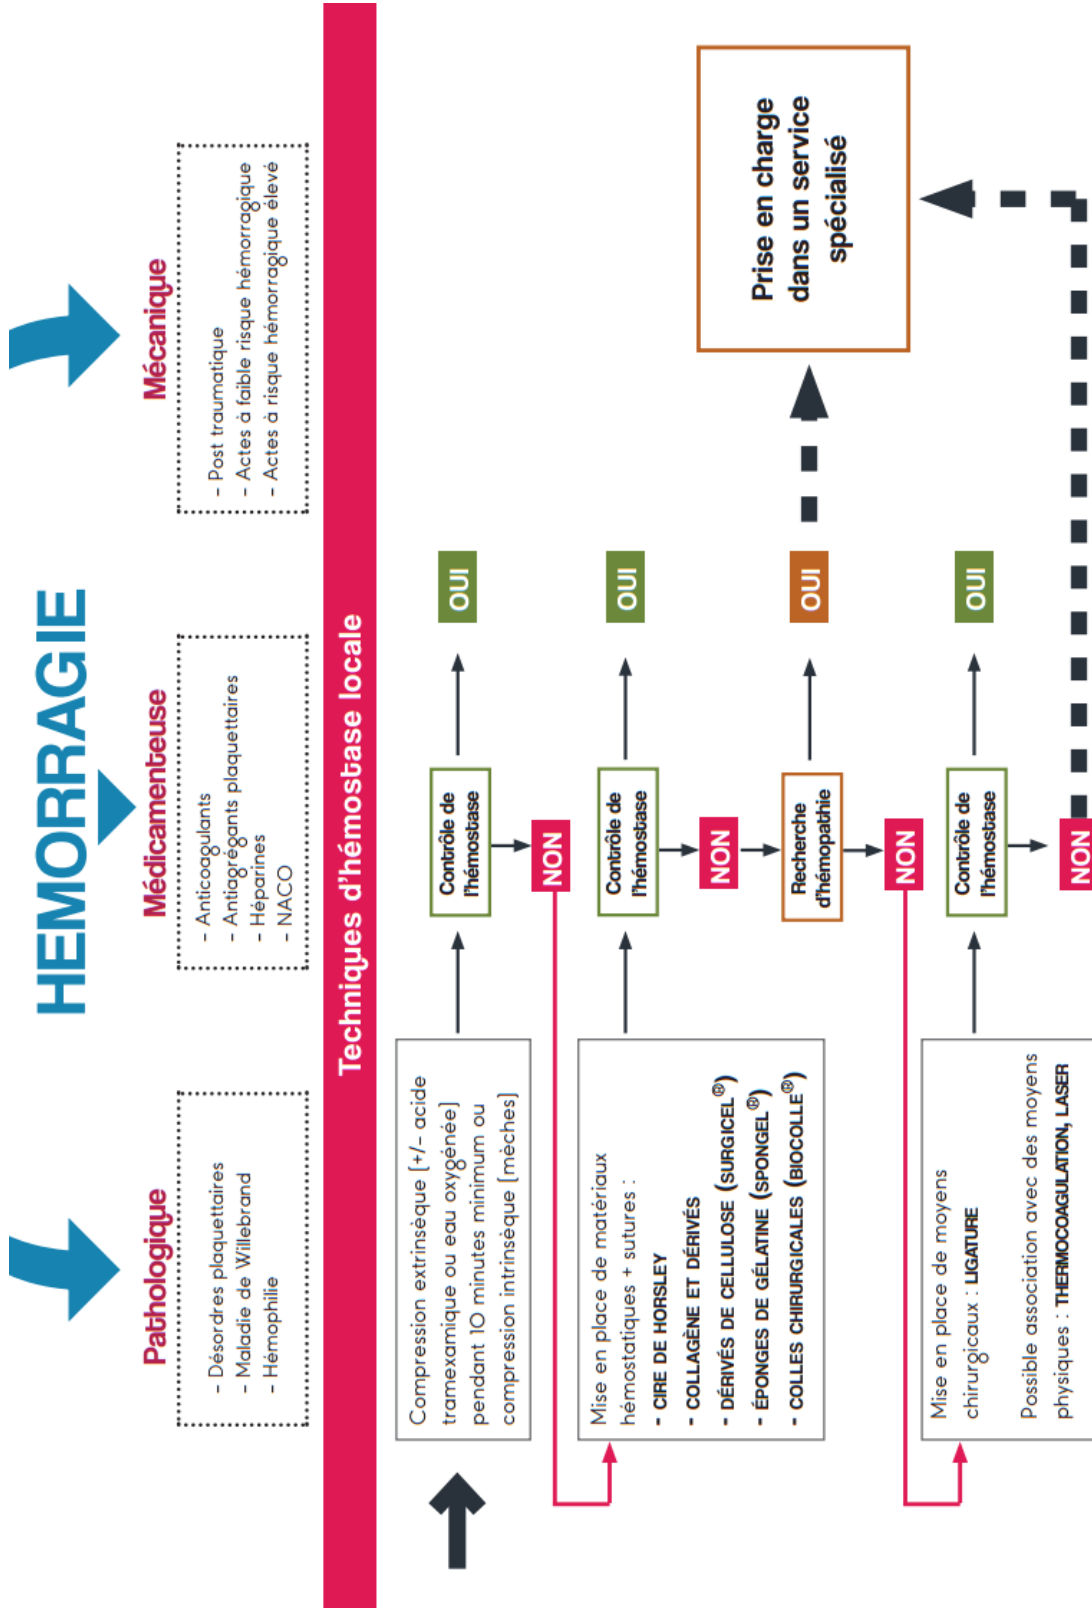 HEMORRAGIE
Pathologique
- Désordres plaquettaires
- Maladie de Willebrand
- Hémophilie
Médicamenteuse
- Anticoagulants
- Antiagrégants plaquettaires
- Héparines
- NACO
Mécanique
- Post traumatique
- Actes à faible risque hémorragique
- Actes à risque hémorragique élevé
Techniques d'hémostase locale
Compression extrinsèque [+/- acide
tramexamique ou eau oxygénée]
pendant 10 minutes minimum ou
compression intrinsèque [mèches]
Contrôle de
l'hémostase
OUI
NON
Mise en place de matériaux
hémostatiques + sutures :
- CIRE DE HORSLEY
- COLLAGÈNE ET DÉRIVÉS
- DÉRIVÉS DE CELLULOSE (SURGICEL®)
- ÉPONGES DE GÉLATINE (SPONGEL®)
- COLLES CHIRURGICALES (BIOCOLLE®)
Contrôle de
l'hémostase
OUI
NON
Recherche
d'hémopathie
OUI
Prise en charge
dans un service
spécialisé
NON
Mise en place de moyens
chirurgicaux : LIGATURE
Possible association avec des moyens
physiques : THERMOCOAGULATION, LASER
Contrôle de
l'hémostase
OUI
NON